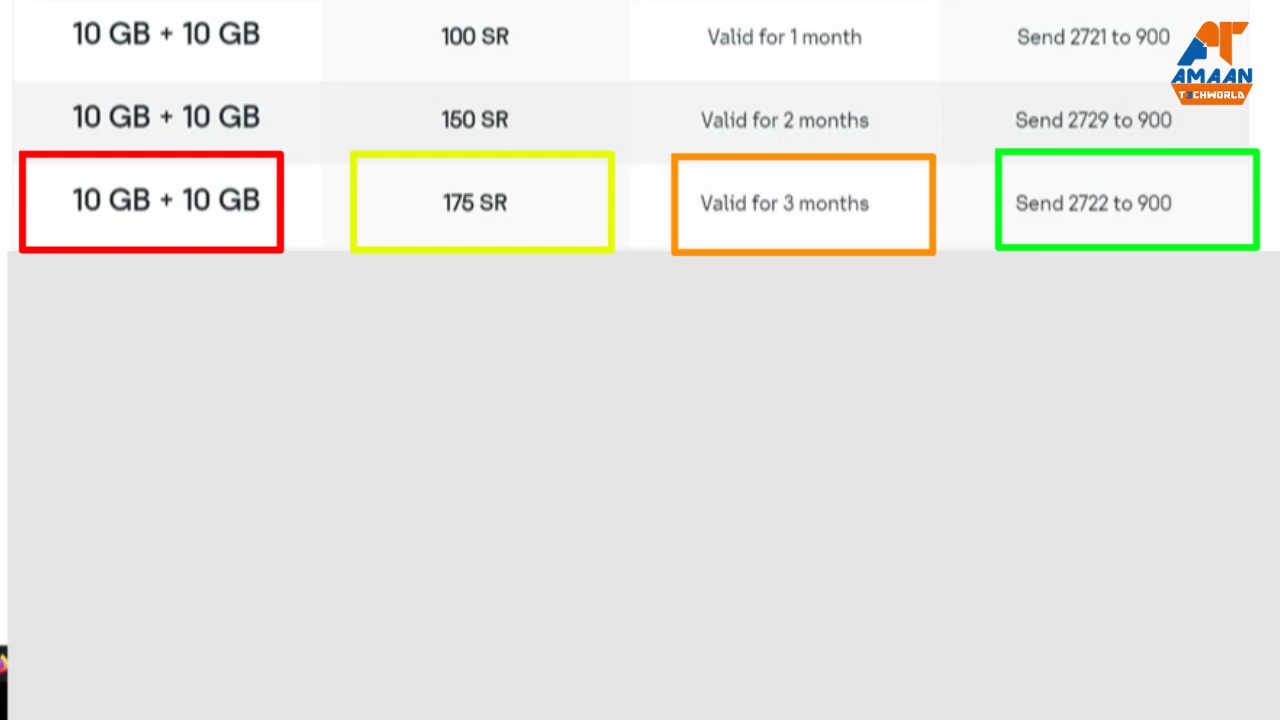 10 GB + 10 GB 100 SR Valid for 1 month Send 2721 to 900
10 GB + 10 GB 150 SR Valid for 2 months Send 2729 to 900
10 GB + 10 GB 175 SR Valid for 3 months Send 2722 to 900
AT
AMAAN
TECHWORLD